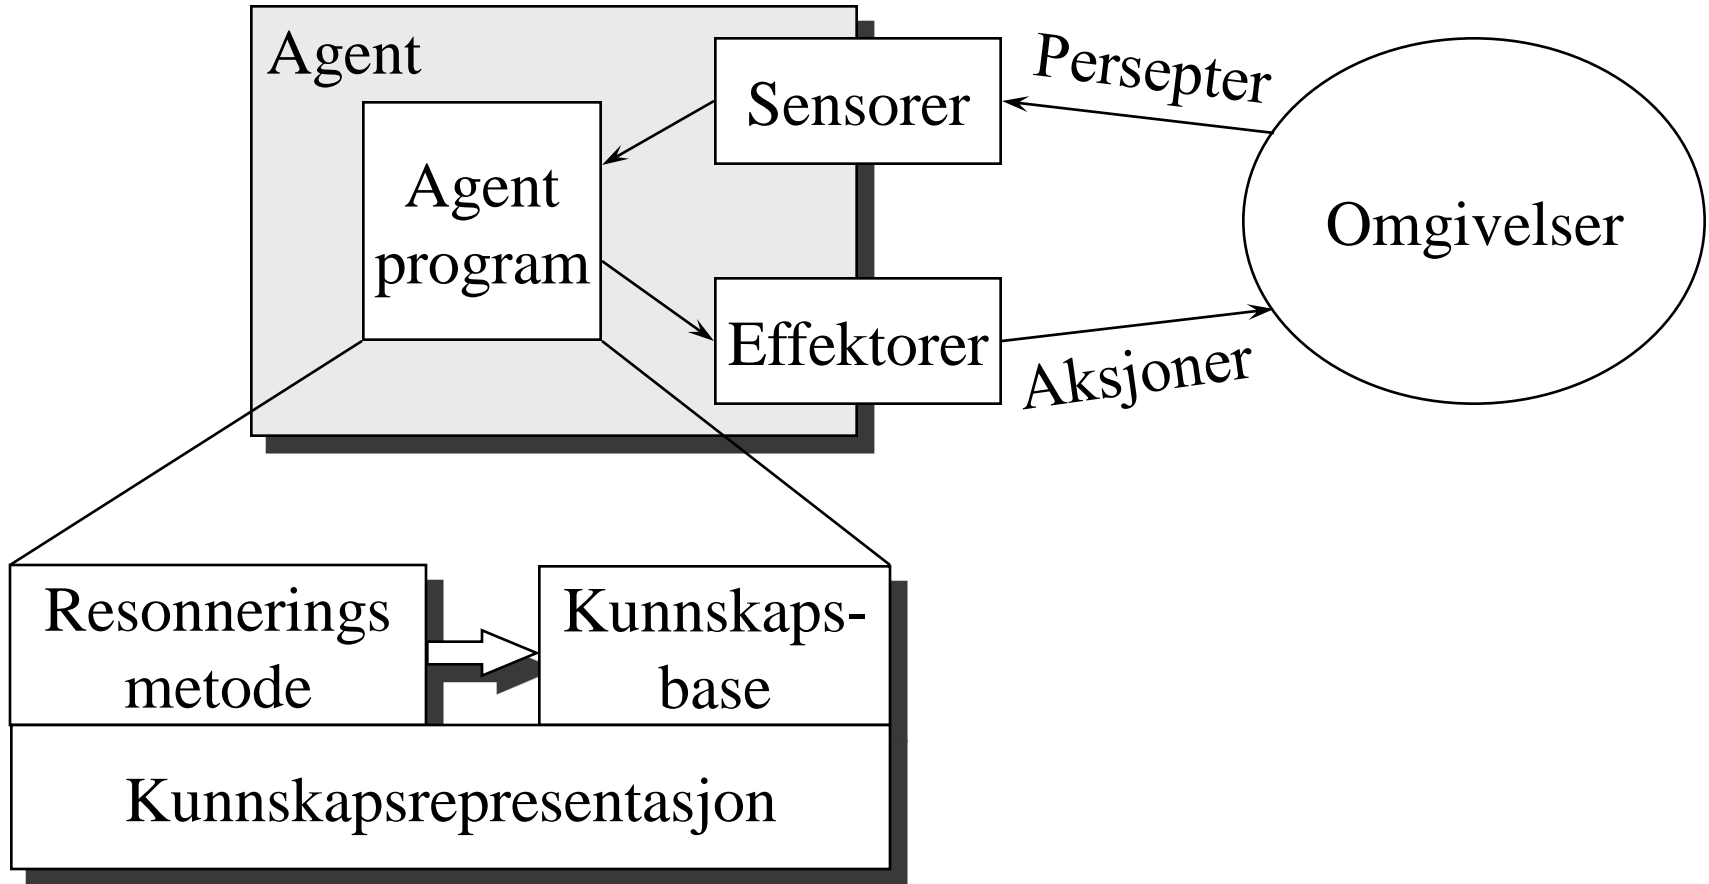 Agent
Sensorer
Persepter
Agent
program
Omgivelser
Effektorer
Aksjoner
Resonnerings
metode
Kunnskaps-
base
Kunnskapsrepresentasjon